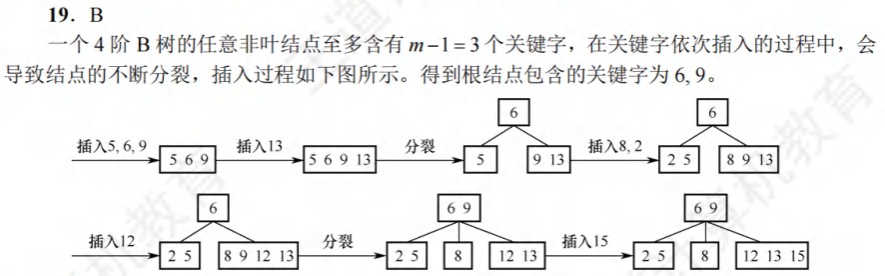 19. B
一个 4 阶 B 树的任意非叶结点至多含有 m−1 = 3 个关键字，在关键字依次插入的过程中，会
导致结点的不断分裂，插入过程如下图所示。得到根结点包含的关键字为 6, 9。
6 6
插入5, 6, 9 5 6 9 插入13 5 6 9 13 分裂 5 9 13 插入8, 2 2 5 8 9 13
6 6 9 6 9
插入12 2 5 8 9 12 13 分裂 2 5 8 12 13 插入15 2 5 8 12 13 15